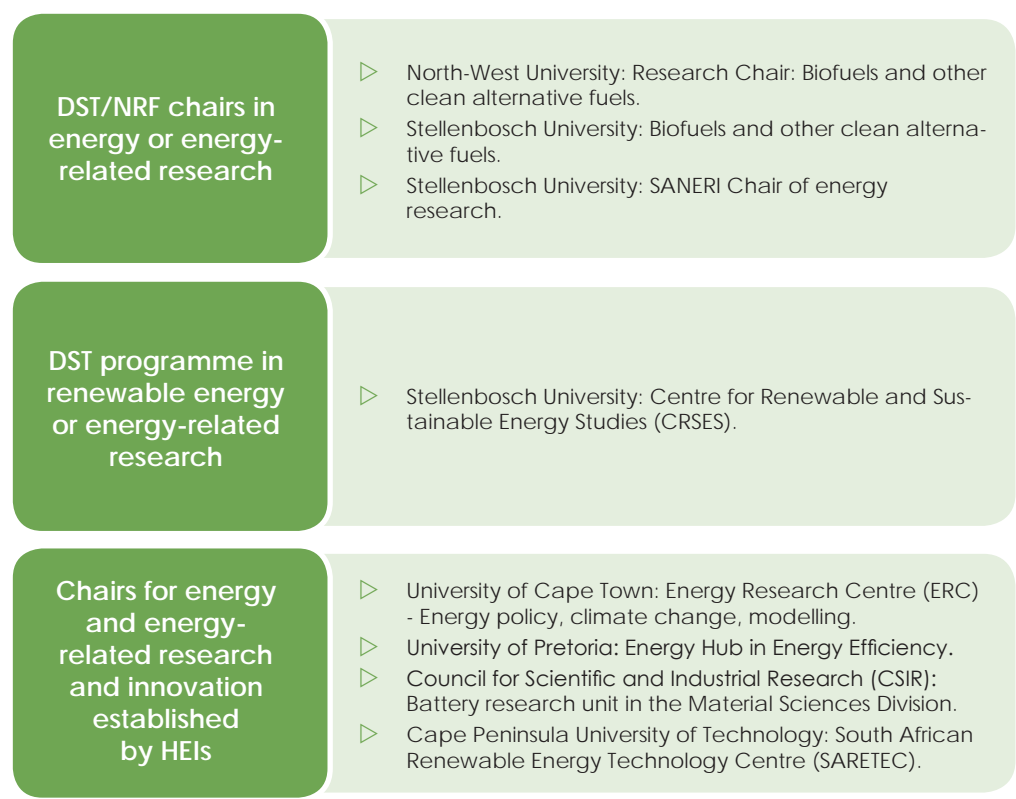 DST/NRF chairs in
energy or energy-
related research
North-West University: Research Chair: Biofuels and other
clean alternative fuels.
Stellenbosch University: Biofuels and other clean alterna-
tive fuels.
Stellenbosch University: SANERI Chair of energy
research.
DST programme in
renewable energy
or energy-related
research
Stellenbosch University: Centre for Renewable and Sus-
tainable Energy Studies (CRSES).
Chairs for energy
and energy-
related research
and innovation
established
by HEIs
University of Cape Town: Energy Research Centre (ERC)
- Energy policy, climate change, modelling.
University of Pretoria: Energy Hub in Energy Efficiency.
Council for Scientific and Industrial Research (CSIR):
Battery research unit in the Material Sciences Division.
Cape Peninsula University of Technology: South African
Renewable Energy Technology Centre (SARETEC).